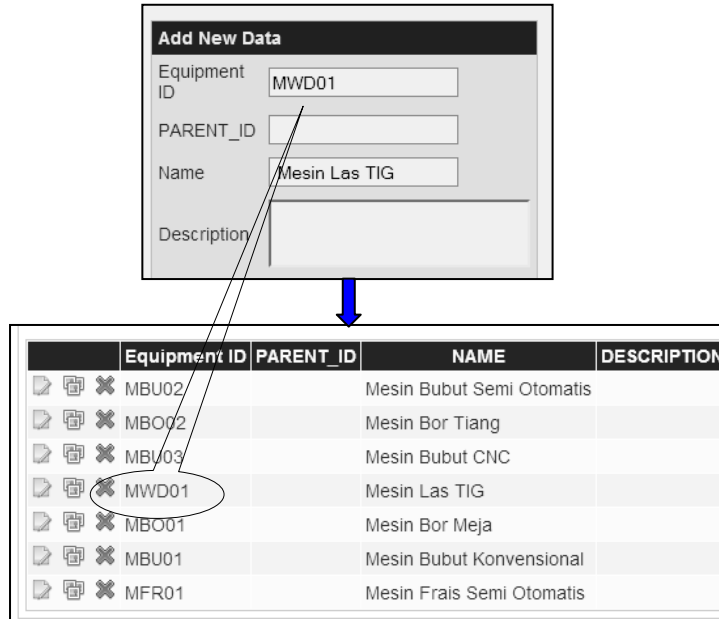 Add New Data
Equipment
ID
MWD01
PARENT_ID
Name
Mesin Las TIG
Description
Equipment ID PARENT_ID NAME DESCRIPTION
MBU02 Mesin Bubut Semi Otomatis
MBO02 Mesin Bor Tiang
MBU03 Mesin Bubut CNC
MWD01 Mesin Las TIG
MBO01 Mesin Bor Meja
MBU01 Mesin Bubut Konvensional
MFR01 Mesin Frais Semi Otomatis